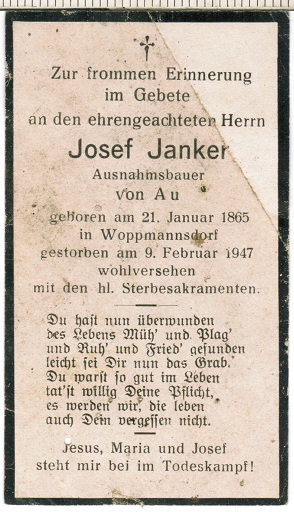 Zur frommen Erinnerung
im Gebete
an den ehrengeachteten Herrn
Josef Janker
Ausnahmsbauer
von Au
geboren am 21. Januar 1865
in Woppmannsdorf
gestorben am 9. Februar 1947
wohlversehen
mit den hl. Sterbesakramenten.
Du hast nun überwunden
des Lebens Müh' und Plag'
und Ruh' und Fried' gesunden
leicht sei Dir nun das Grab.
Du warst so gut im Leben
tat'st willig Deine Pflicht,
es werden wir, die leben
auch Dein vergessen nicht.
Jesus, Maria und Josef
steht mir bei im Todeskampf!